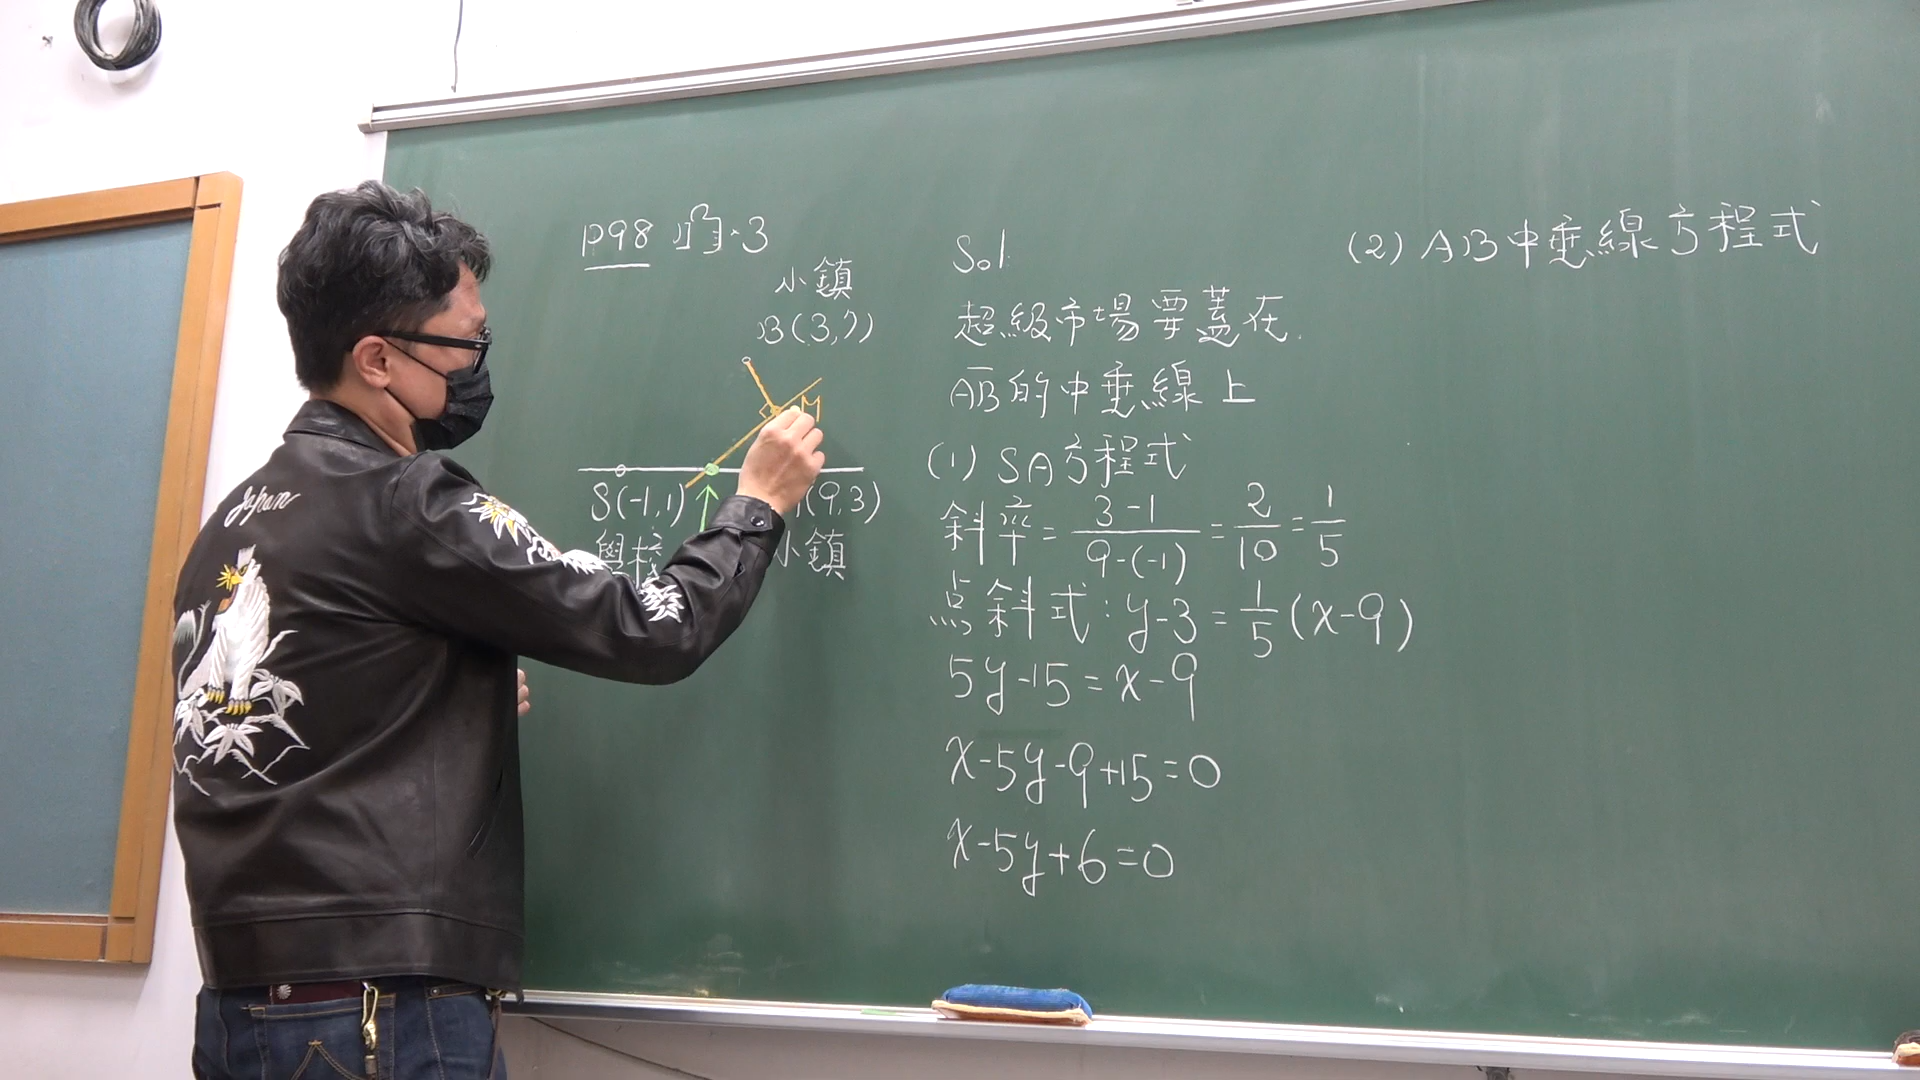 P98 例.3
小鎮
B(3,7)
M
S(-1,1)
(9,3)
學校
小鎮
Sol
超級市場要蓋在
AB的中垂線上
(1) SA方程式
斜率 = 3-1 / 9-(-1) = 2/10 = 1/5
点斜式:y-3 = 1/5 (x-9)
5y-15 = x-9
x-5y-9+15=0
x-5y+6=0
(2) AB中垂線方程式
Japan